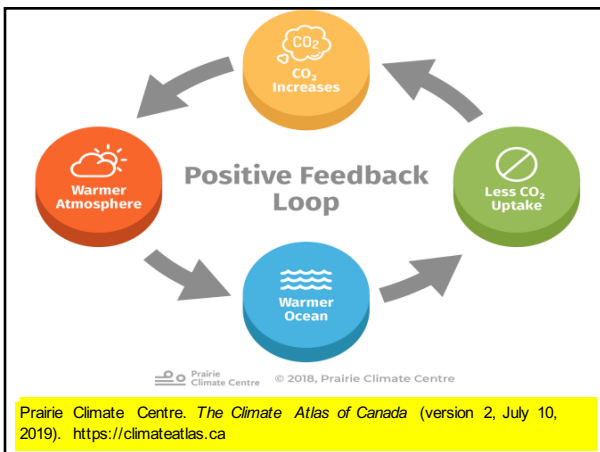 CO₂
CO₂
Increases
Positive Feedback
Loop
Warmer
Atmosphere
Less CO₂
Uptake
Warmer
Ocean
Prairie
Climate Centre
© 2018, Prairie Climate Centre
Prairie Climate Centre. The Climate Atlas of Canada (version 2, July 10,
2019). https://climateatlas.ca